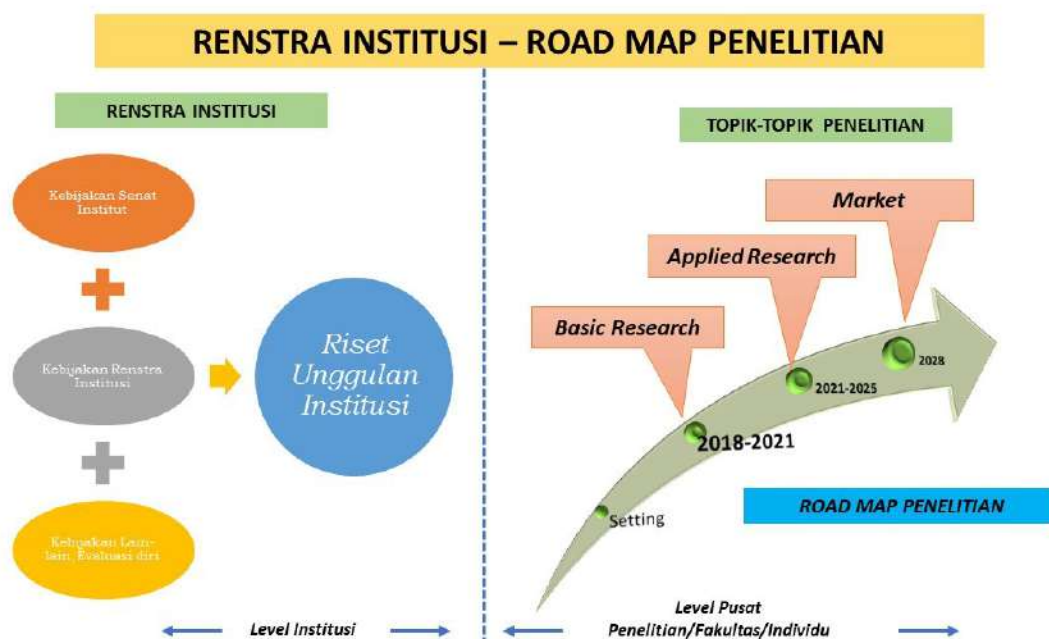 RENSTRA INSTITUSI – ROAD MAP PENELITIAN
RENSTRA INSTITUSI
Kebijakan Senat
Institut
Kebijakan Renstra
Institusi
Kebijakan Lain-
lain, Evaluasi diri
Riset
Unggulan
Institusi
Level Institusi
TOPIK-TOPIK PENELITIAN
Market
Applied Research
Basic Research
2028
2021-2025
2018-2021
Setting
ROAD MAP PENELITIAN
Level Pusat
Penelitian/Fakultas/Individu